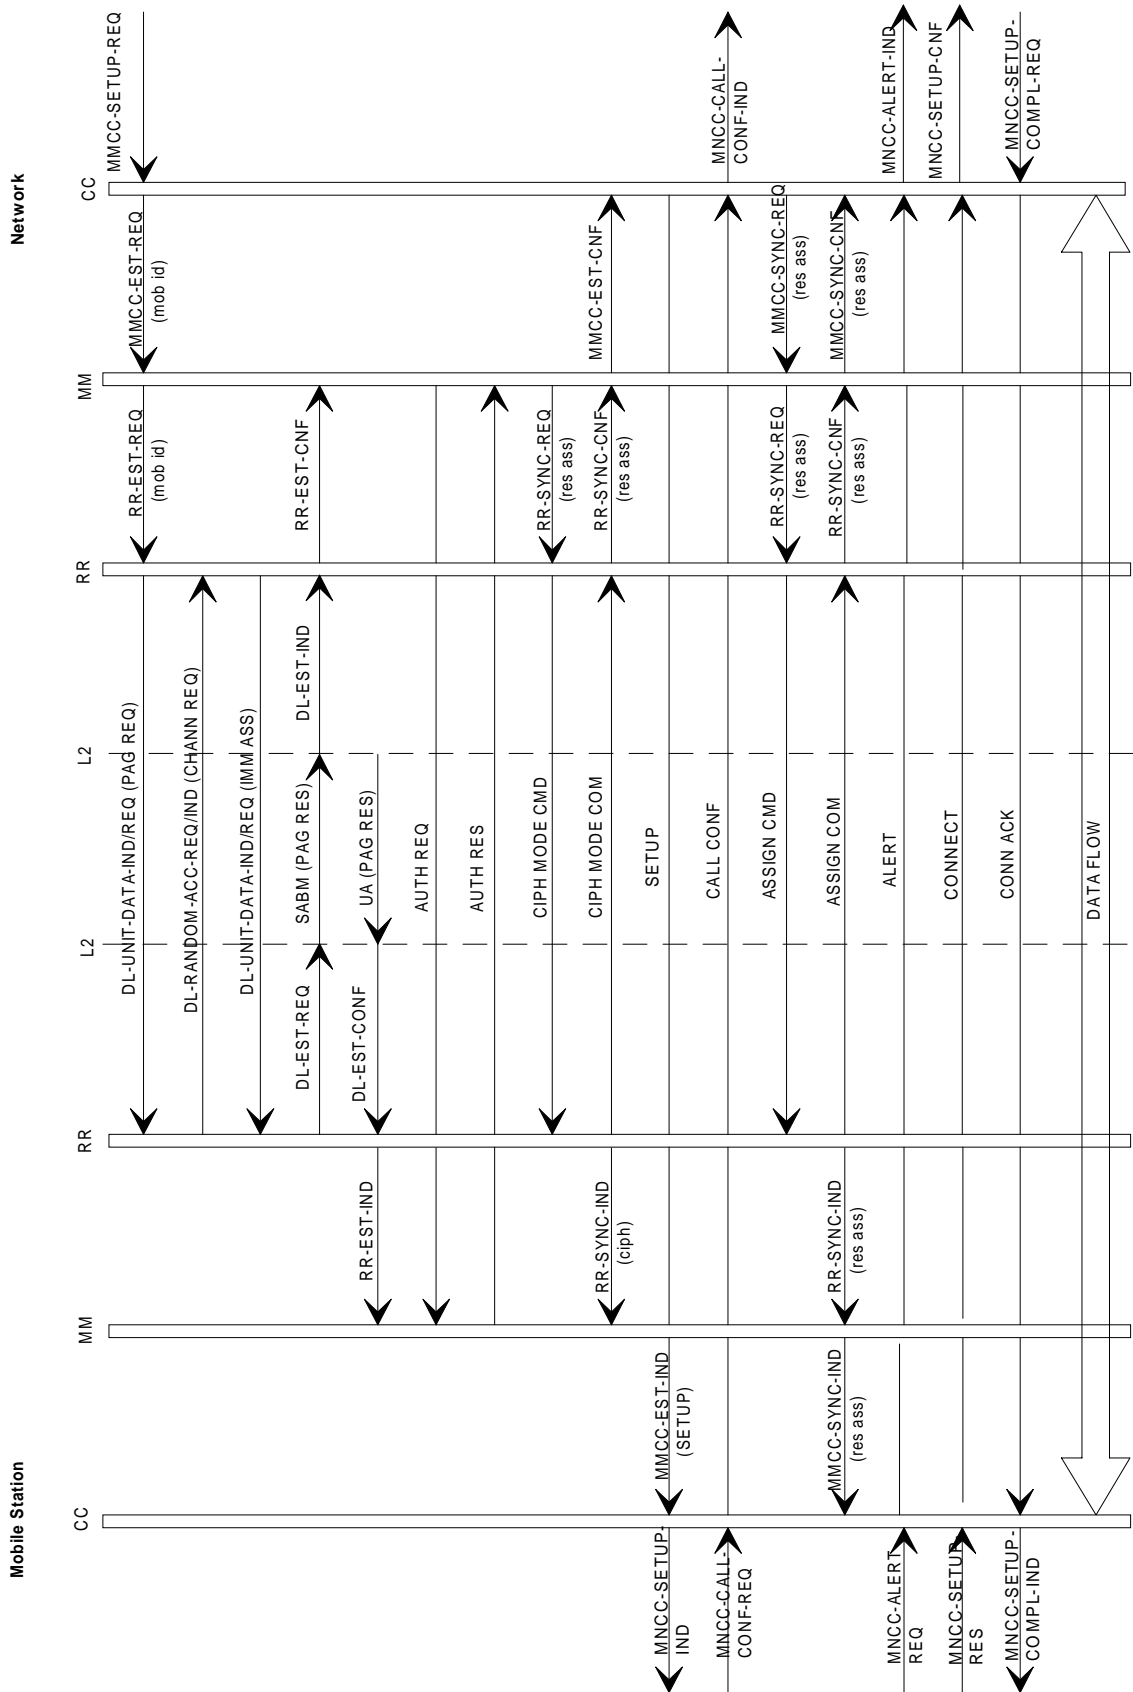 Mobile Station
Network
CC
MM
RR
L2
L2
RR
MM
CC
MMCC-SETUP-REQ
MMCC-EST-REQ
(mob id)
RR-EST-REQ
(mob id)
DL-UNIT-DATA-IND/REQ (PAG REQ)
DL-RANDOM-ACC-REQ/IND (CHANN REQ)
DL-UNIT-DATA-IND/REQ (IMM ASS)
DL-EST-REQ
SABM (PAG RES)
DL-EST-IND
RR-EST-CNF
RR-EST-IND
DL-EST-CONF
UA (PAG RES)
AUTH REQ
AUTH RES
CIPH MODE CMD
RR-SYNC-REQ
(res ass)
RR-SYNC-IND
(ciph)
CIPH MODE COM
RR-SYNC-CNF
(res ass)
MMCC-EST-CNF
MNCC-SETUP-
IND
MMCC-EST-IND
(SETUP)
SETUP
MNCC-CALL-
CONF-REQ
CALL CONF
MNCC-CALL-
CONF-IND
ASSIGN CMD
RR-SYNC-REQ
(res ass)
MMCC-SYNC-REQ
(res ass)
MMCC-SYNC-IND
(res ass)
RR-SYNC-IND
(res ass)
ASSIGN COM
RR-SYNC-CNF
(res ass)
MMCC-SYNC-CNF
(res ass)
MNCC-ALERT
REQ
ALERT
MNCC-ALERT-IND
MNCC-SETUP-
RES
CONNECT
MNCC-SETUP-CNF
MNCC-SETUP-
COMPL-IND
CONN ACK
MNCC-SETUP-
COMPL-REQ
DATA FLOW